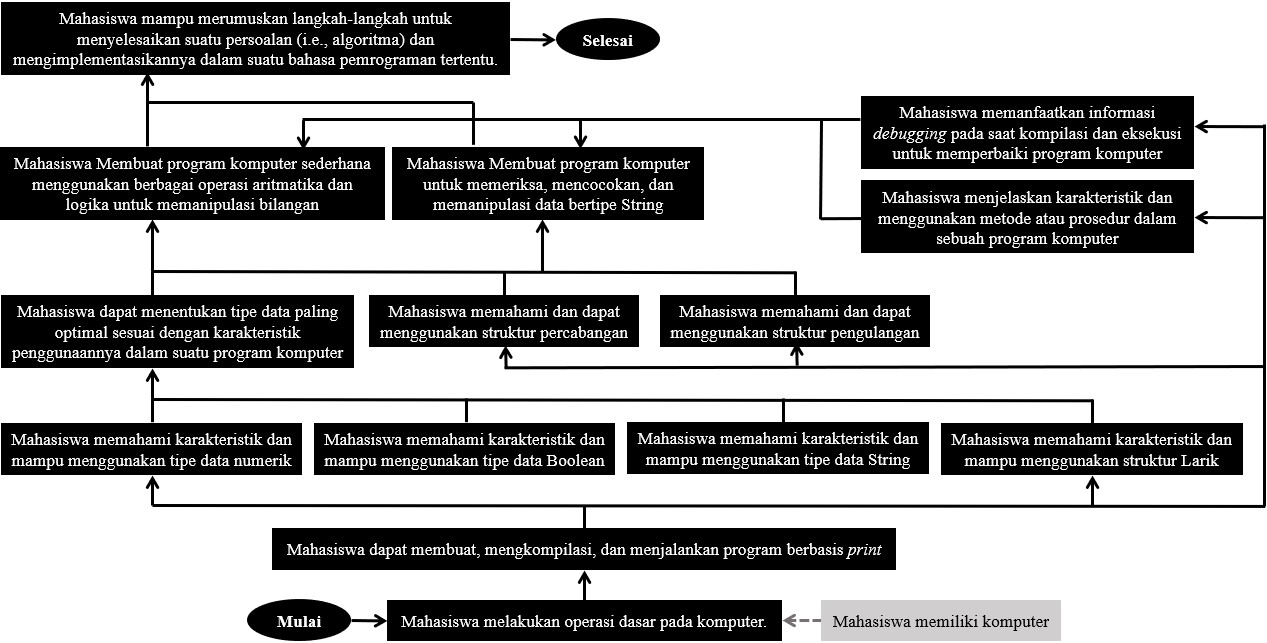 Mahasiswa mampu merumuskan langkah-langkah untuk
menyelesaikan suatu persoalan (i.e., algoritma) dan
mengimplementasikannya dalam suatu bahasa pemrograman tertentu.
Selesai
Mahasiswa memanfaatkan informasi
debugging pada saat kompilasi dan eksekusi
untuk memperbaiki program komputer
Mahasiswa Membuat program komputer sederhana
menggunakan berbagai operasi aritmatika dan
logika untuk memanipulasi bilangan
Mahasiswa Membuat program komputer
untuk memeriksa, mencocokan, dan
memanipulasi data bertipe String
Mahasiswa menjelaskan karakteristik dan
menggunakan metode atau prosedur dalam
sebuah program komputer
Mahasiswa dapat menentukan tipe data paling
optimal sesuai dengan karakteristik
penggunaannya dalam suatu program komputer
Mahasiswa memahami dan dapat
menggunakan struktur percabangan
Mahasiswa memahami dan dapat
menggunakan struktur pengulangan
Mahasiswa memahami karakteristik dan
mampu menggunakan tipe data numerik
Mahasiswa memahami karakteristik dan
mampu menggunakan tipe data Boolean
Mahasiswa memahami karakteristik dan
mampu menggunakan tipe data String
Mahasiswa memahami karakteristik dan
mampu menggunakan struktur Larik
Mahasiswa dapat membuat, mengkompilasi, dan menjalankan program berbasis print
Mulai
Mahasiswa melakukan operasi dasar pada komputer.
Mahasiswa memiliki komputer